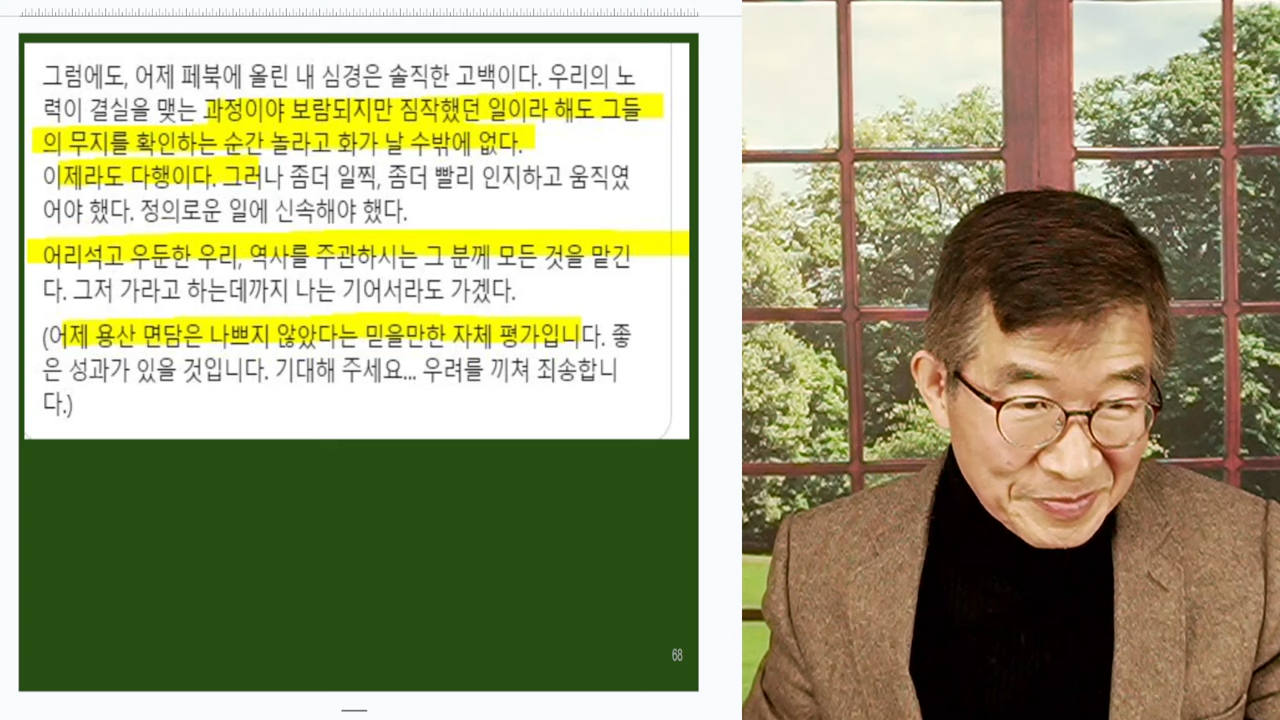 그럼에도, 어제 페북에 올린 내 심경은 솔직한 고백이다. 우리의 노
력이 결실을 맺는 과정이야 보람되지만 짐작했던 일이라 해도 그들
의 무지를 확인하는 순간 놀라고 화가 날 수밖에 없다.
이제라도 다행이다. 그러나 좀더 일찍, 좀더 빨리 인지하고 움직였
어야 했다. 정의로운 일에 신속해야 했다.
어리석고 우둔한 우리, 역사를 주관하시는 그 분께 모든 것을 맡긴
다. 그저 가라고 하는데까지 나는 기어서라도 가겠다.
(어제 용산 면담은 나쁘지 않았다는 믿을만한 자체 평가입니다. 좋
은 성과가 있을 것입니다. 기대해 주세요... 우려를 끼쳐 죄송합니
다.)
68